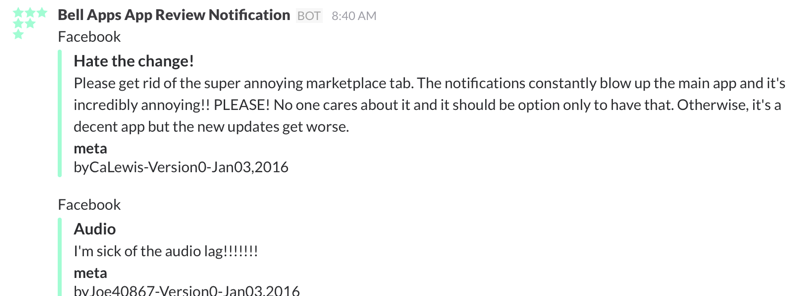 Bell Apps App Review Notification BOT 8:40 AM
Facebook
Hate the change!
Please get rid of the super annoying marketplace tab. The notifications constantly blow up the main app and it's
incredibly annoying!! PLEASE! No one cares about it and it should be option only to have that. Otherwise, it's a
decent app but the new updates get worse.
meta
byCaLewis-Version0-Jan03,2016
Facebook
Audio
I'm sick of the audio lag!!!!!!!
meta
byJoe40867-Version0-Jan03,2016